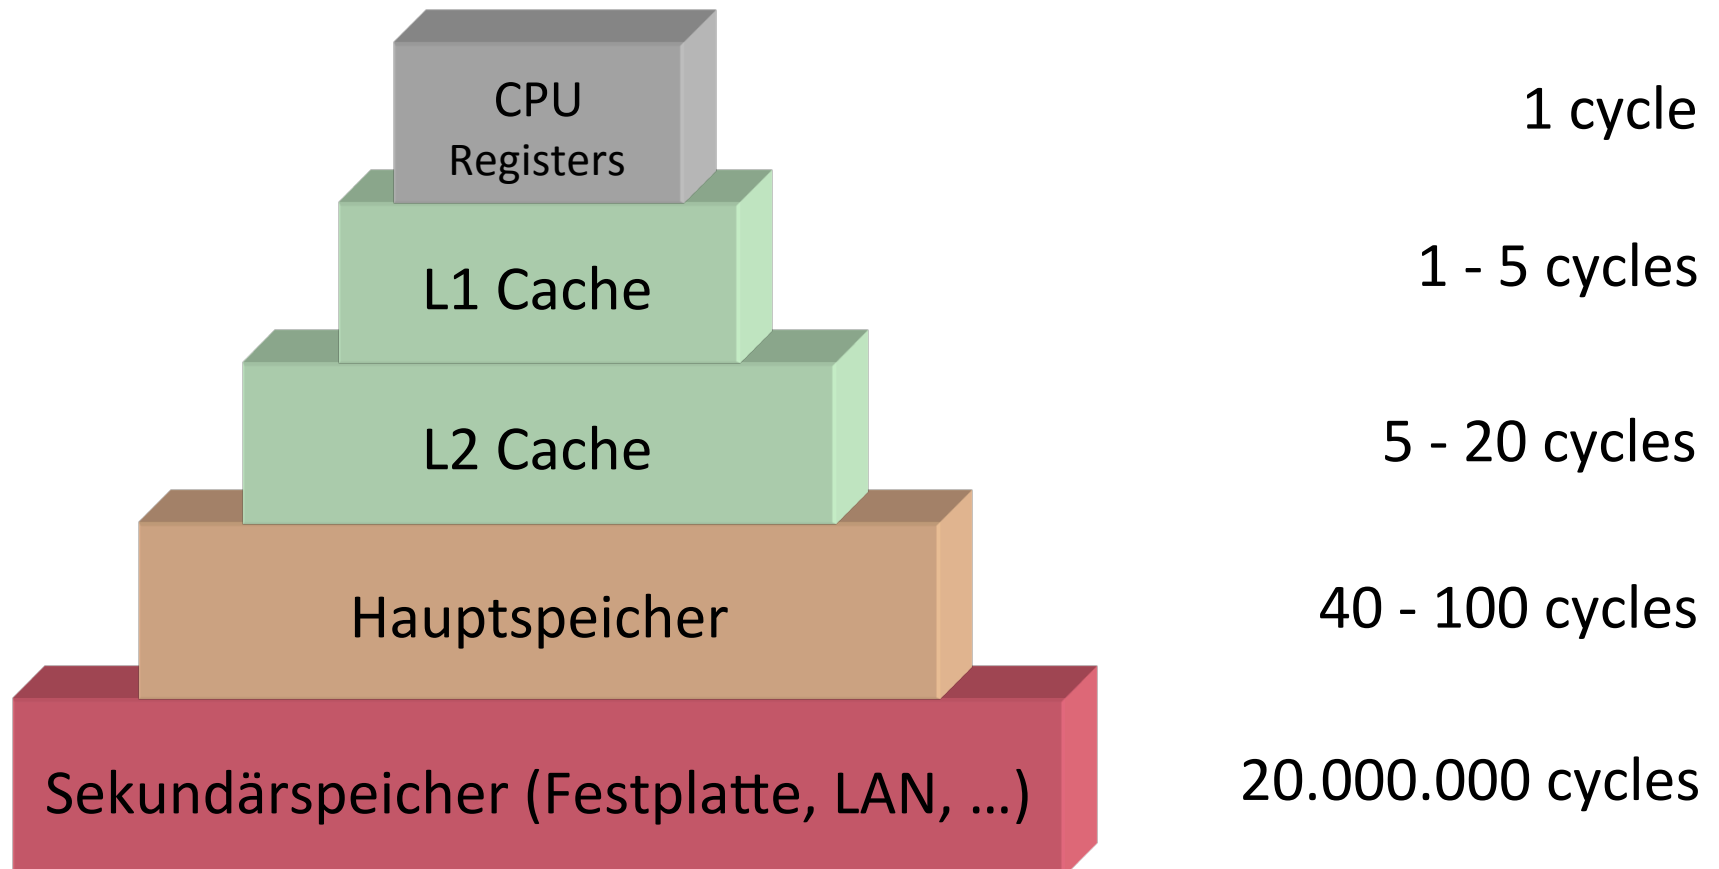 CPU
Registers
1 cycle
L1 Cache
1 - 5 cycles
L2 Cache
5 - 20 cycles
Hauptspeicher
40 - 100 cycles
Sekundärspeicher (Festplatte, LAN, …)
20.000.000 cycles